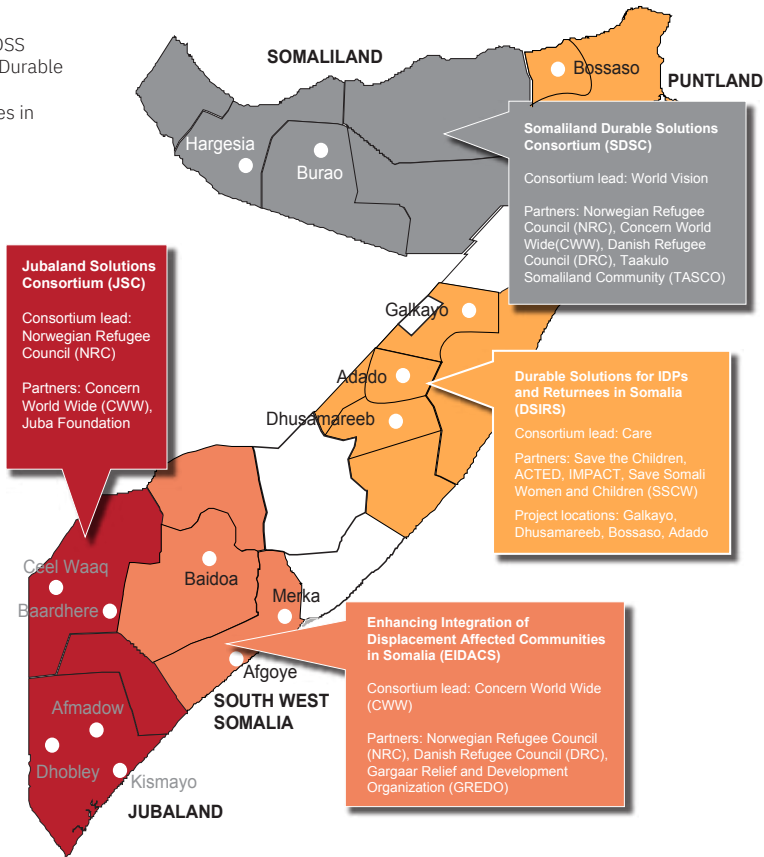 OSS
Durable
es in
SOMALILAND
Bossaso
PUNTLAND
Hargesia
Burao
Somaliland Durable Solutions
Consortium (SDSC)
Consortium lead: World Vision
Partners: Norwegian Refugee
Council (NRC), Concern World
Wide(CWW), Danish Refugee
Council (DRC), Taakulo
Somaliland Community (TASCO)
Jubaland Solutions
Consortium (JSC)
Consortium lead:
Norwegian Refugee
Council (NRC)
Partners: Concern
World Wide (CWW),
Juba Foundation
Galkayo
Adado
Dhusamareeb
Durable Solutions for IDPs
and Returnees in Somalia
(DSIRS)
Consortium lead: Care
Partners: Save the Children,
ACTED, IMPACT, Save Somali
Women and Children (SSCW)
Project locations: Galkayo,
Dhusamareeb, Bossaso, Adado
Ceel Waaq
Baardhere
Baidoa
Merka
Afgoye
SOUTH WEST
SOMALIA
Enhancing Integration of
Displacement Affected Communities
in Somalia (EIDACS)
Consortium lead: Concern World Wide
(CWW)
Partners: Norwegian Refugee Council
(NRC), Danish Refugee Council (DRC),
Gargaar Relief and Development
Organization (GREDO)
Afmadow
Dhobley
Kismayo
JUBALAND